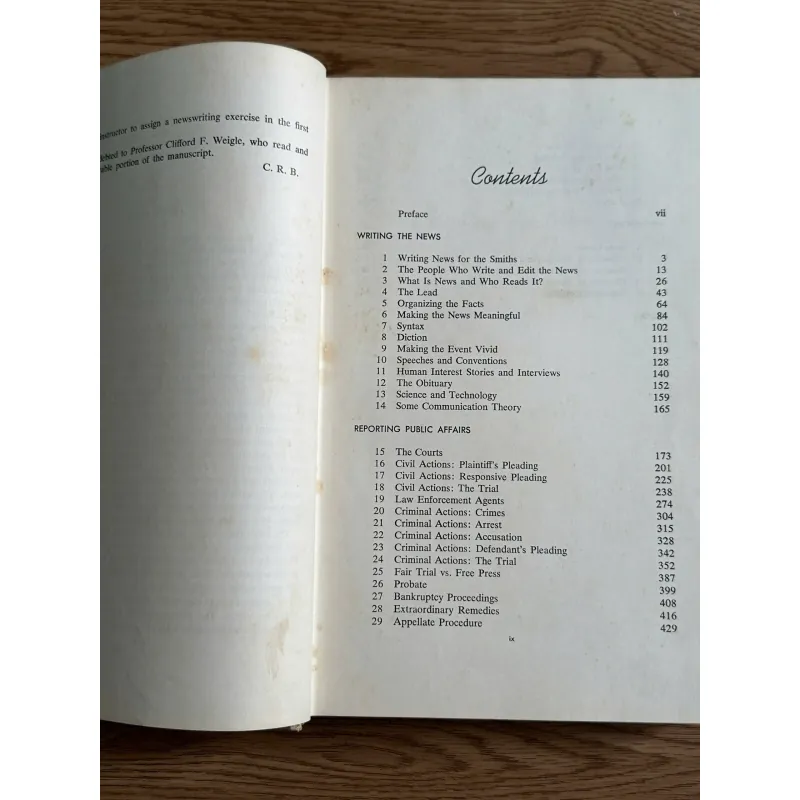 instructor to assign a newswriting exercise in the first
to Professor Clifford F. Weigle, who read and
portion of the manuscript.
C. R. B.
Contents
Preface vii
WRITING THE NEWS
1 Writing News for the Smiths 3
2 The People Who Write and Edit the News 13
3 What Is News and Who Reads It? 26
4 The Lead 43
5 Organizing the Facts 64
6 Making the News Meaningful 84
7 Syntax 102
8 Diction 111
9 Making the Event Vivid 119
10 Speeches and Conventions 128
11 Human Interest Stories and Interviews 140
12 The Obituary 152
13 Science and Technology 159
14 Some Communication Theory 165
REPORTING PUBLIC AFFAIRS
15 The Courts 173
16 Civil Actions: Plaintiff's Pleading 201
17 Civil Actions: Responsive Pleading 225
18 Civil Actions: The Trial 238
19 Law Enforcement Agents 274
20 Criminal Actions: Crimes 304
21 Criminal Actions: Arrest 315
22 Criminal Actions: Accusation 328
23 Criminal Actions: Defendant's Pleading 342
24 Criminal Actions: The Trial 352
25 Fair Trial vs. Free Press 387
26 Probate 399
27 Bankruptcy Proceedings 408
28 Extraordinary Remedies 416
29 Appellate Procedure 429
ix